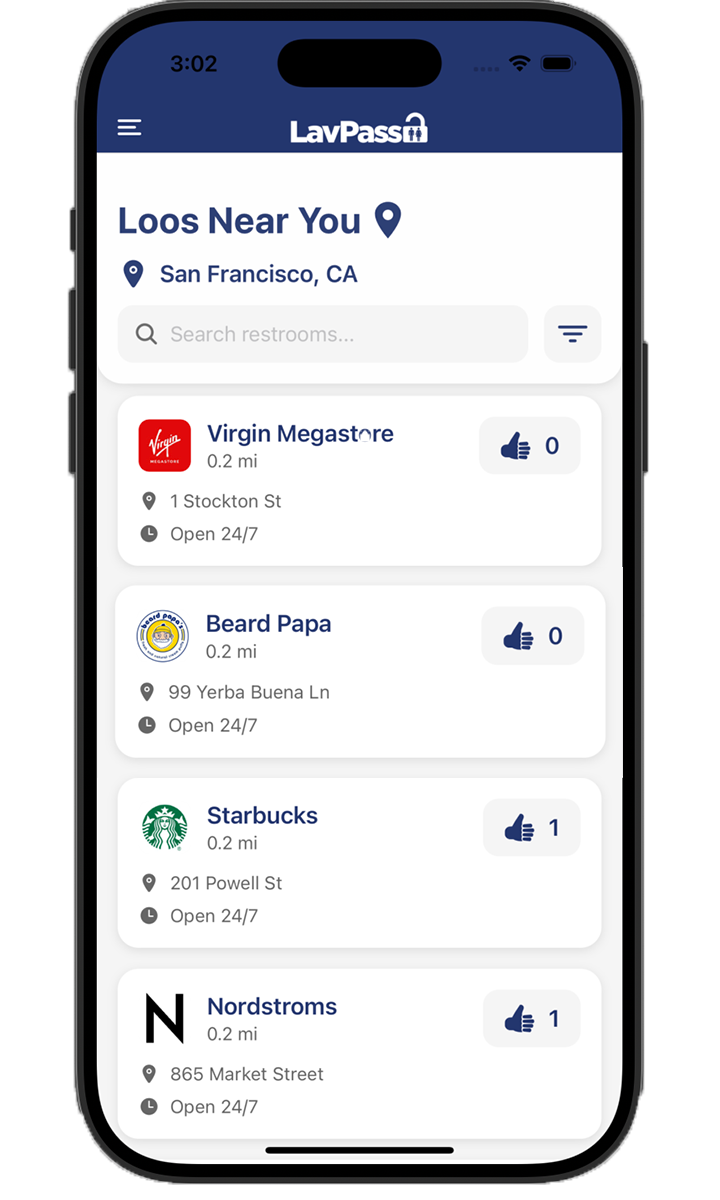 3:02
LavPass
Loos Near You
San Francisco, CA
Search restrooms...
Virgin
MEGASTORE
Virgin Megastore
0.2 mi
0
1 Stockton St
Open 24/7
beard papa's
Beard Papa
0.2 mi
0
99 Yerba Buena Ln
Open 24/7
Starbucks
0.2 mi
1
201 Powell St
Open 24/7
N
Nordstroms
0.2 mi
1
865 Market Street
Open 24/7